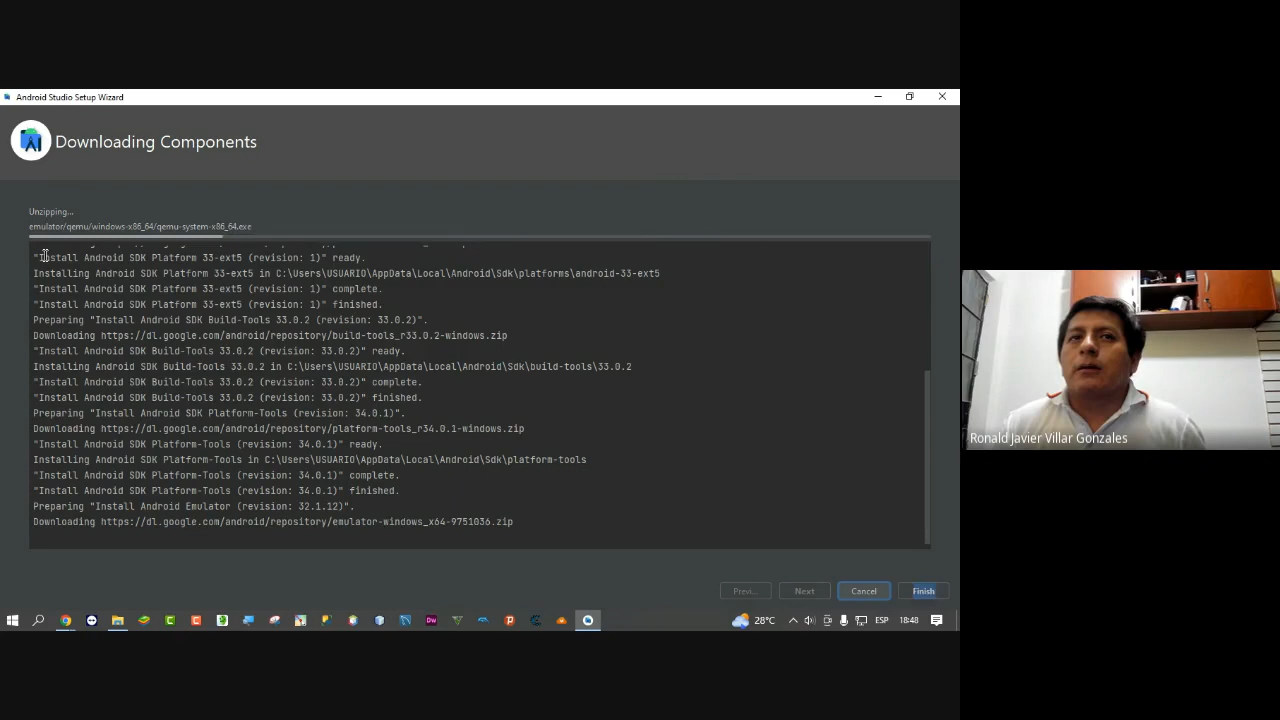 Android Studio Setup Wizard
Downloading Components
Unzipping...
emulator/qemu/windows-x86_64/qemu-system-x86_64.exe
"Install Android SDK Platform 33-ext5 (revision: 1)" ready.
Installing Android SDK Platform 33-ext5 in C:\Users\USUARIO\AppData\Local\Android\Sdk\platforms\android-33-ext5
"Install Android SDK Platform 33-ext5 (revision: 1)" complete.
"Install Android SDK Platform 33-ext5 (revision: 1)" finished.
Preparing "Install Android SDK Build-Tools 33.0.2 (revision: 33.0.2)".
Downloading https://dl.google.com/android/repository/build-tools_r33.0.2-windows.zip
"Install Android SDK Build-Tools 33.0.2 (revision: 33.0.2)" ready.
Installing Android SDK Build-Tools 33.0.2 in C:\Users\USUARIO\AppData\Local\Android\Sdk\build-tools\33.0.2
"Install Android SDK Build-Tools 33.0.2 (revision: 33.0.2)" complete.
"Install Android SDK Build-Tools 33.0.2 (revision: 33.0.2)" finished.
Preparing "Install Android SDK Platform-Tools (revision: 34.0.1)".
Downloading https://dl.google.com/android/repository/platform-tools_r34.0.1-windows.zip
"Install Android SDK Platform-Tools (revision: 34.0.1)" ready.
Installing Android SDK Platform-Tools in C:\Users\USUARIO\AppData\Local\Android\Sdk\platform-tools
"Install Android SDK Platform-Tools (revision: 34.0.1)" complete.
"Install Android SDK Platform-Tools (revision: 34.0.1)" finished.
Preparing "Install Android Emulator (revision: 32.1.12)".
Downloading https://dl.google.com/android/repository/emulator-windows_x64-9751036.zip
Previ... Next Cancel Finish
Dw
28°C ESP 18:48
Ronald Javier Villar Gonzales